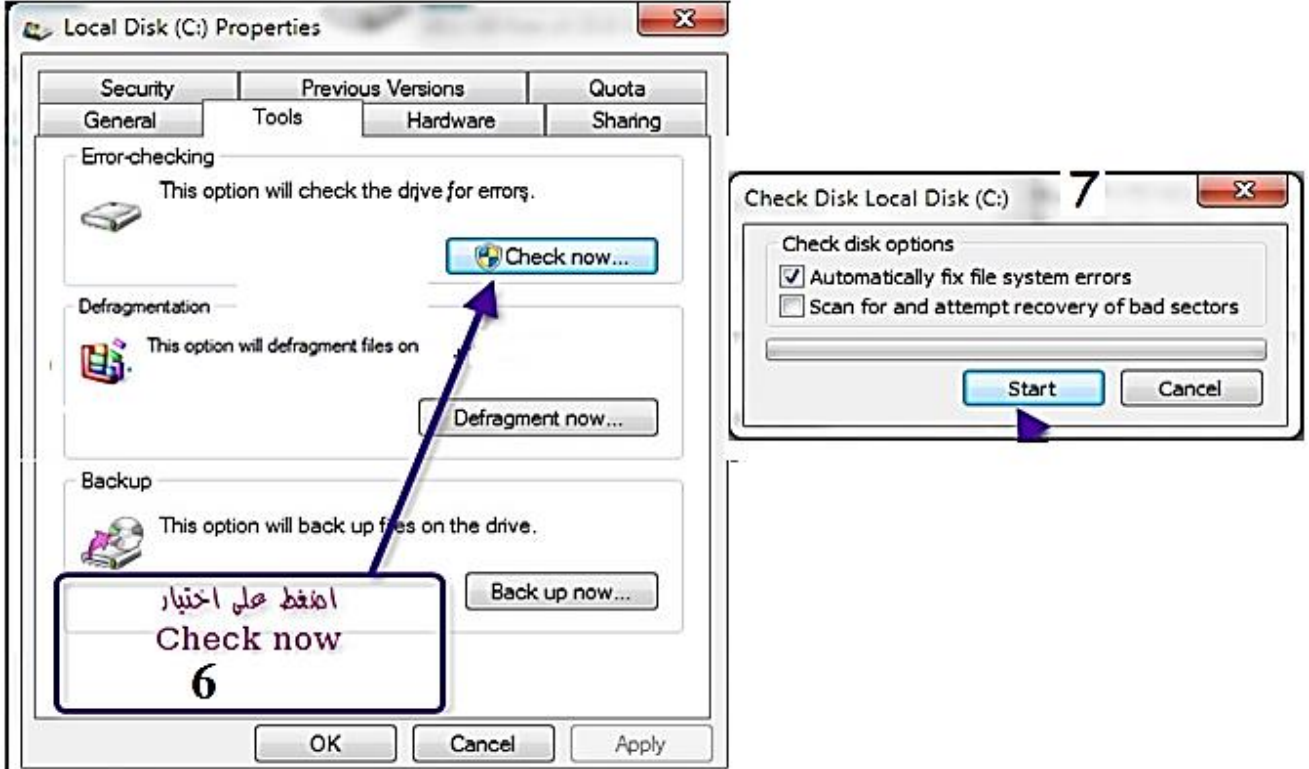 Local Disk (C:) Properties
Security Previous Versions Quota
General Tools Hardware Sharing
Error-checking
This option will check the drive for errors.
Check now...
Defragmentation
This option will defragment files on
Defragment now...
Backup
This option will back up files on the drive.
Back up now...
اضغط على اختيار
Check now
6
OK Cancel Apply
7
Check Disk Local Disk (C:)
Check disk options
Automatically fix file system errors
Scan for and attempt recovery of bad sectors
Start Cancel